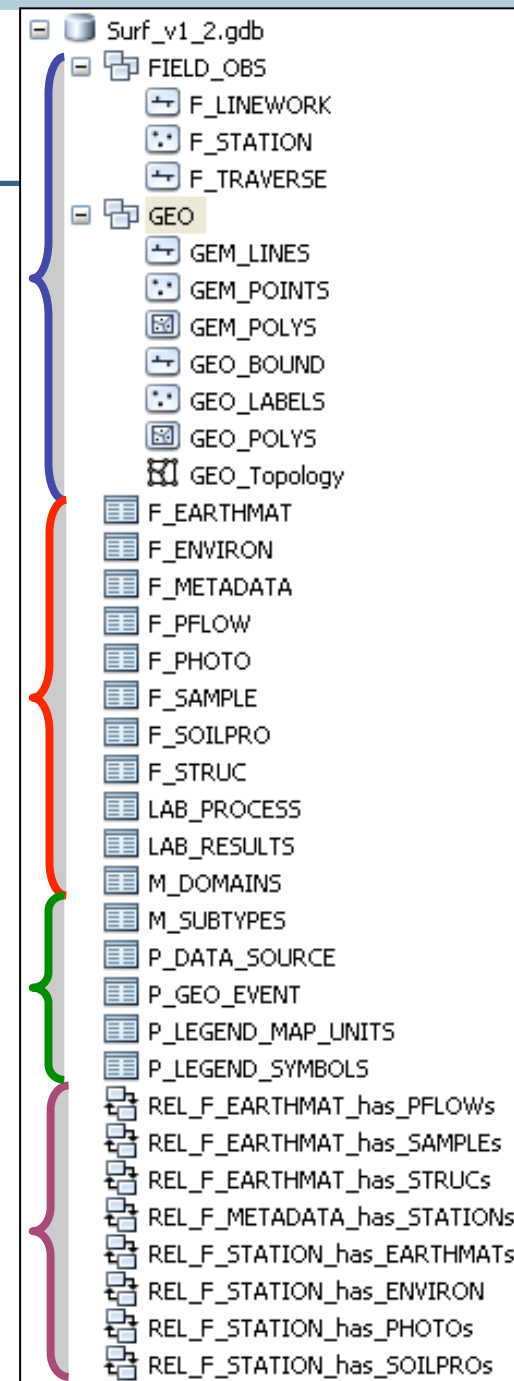 Surf_v1_2.gdb
FIELD_OBS
F_LINEWORK
F_STATION
F_TRAVERSE
GEO
GEM_LINES
GEM_POINTS
GEM_POLYS
GEO_BOUND
GEO_LABELS
GEO_POLYS
GEO_Topology
F_EARTHMAT
F_ENVIRON
F_METADATA
F_PFLOW
F_PHOTO
F_SAMPLE
F_SOILPRO
F_STRUC
LAB_PROCESS
LAB_RESULTS
M_DOMAINS
M_SUBTYPES
P_DATA_SOURCE
P_GEO_EVENT
P_LEGEND_MAP_UNITS
P_LEGEND_SYMBOLS
REL_F_EARTHMAT_has_PFLOWs
REL_F_EARTHMAT_has_SAMPLEs
REL_F_EARTHMAT_has_STRUCs
REL_F_METADATA_has_STATIONs
REL_F_STATION_has_EARTHMATs
REL_F_STATION_has_ENVIRON
REL_F_STATION_has_PHOTOs
REL_F_STATION_has_SOILPROs